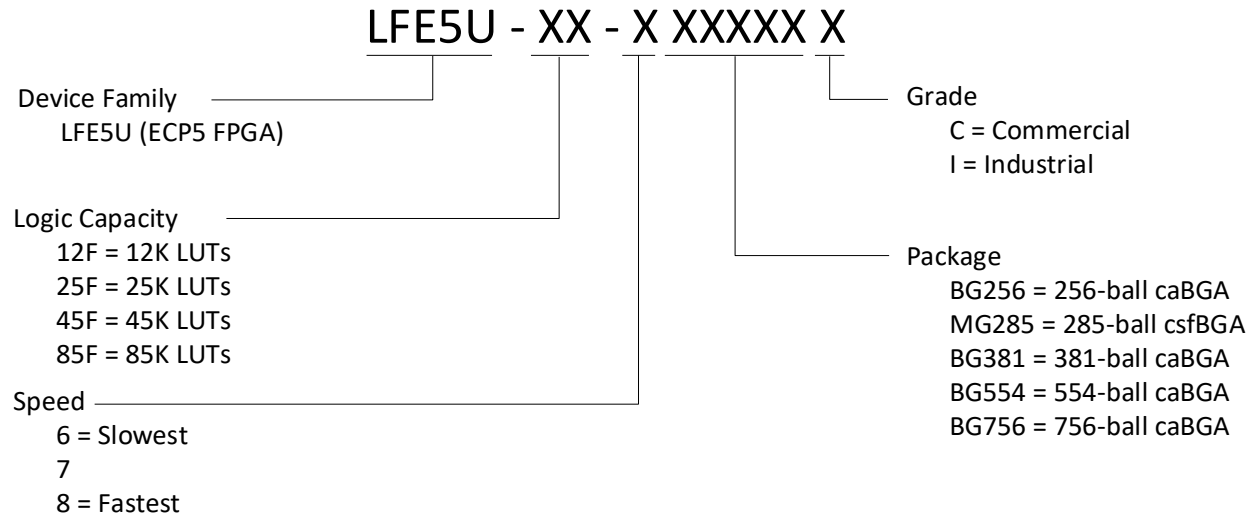 LFE5U - XX - X XXXXX X
Device Family
LFE5U (ECP5 FPGA)
Logic Capacity
12F = 12K LUTs
25F = 25K LUTs
45F = 45K LUTs
85F = 85K LUTs
Speed
6 = Slowest
7
8 = Fastest
Grade
C = Commercial
I = Industrial
Package
BG256 = 256-ball caBGA
MG285 = 285-ball csfBGA
BG381 = 381-ball caBGA
BG554 = 554-ball caBGA
BG756 = 756-ball caBGA